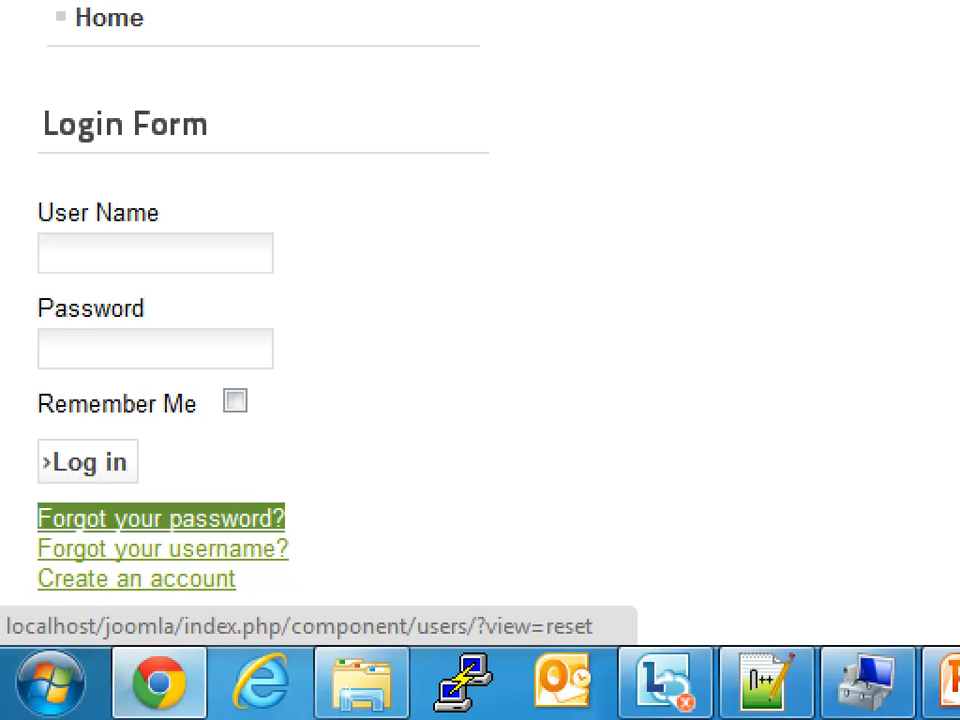 Home
Login Form
User Name
Password
Remember Me
›Log in
Forgot your password?
Forgot your username?
Create an account
localhost/joomla/index.php/component/users/?view=reset